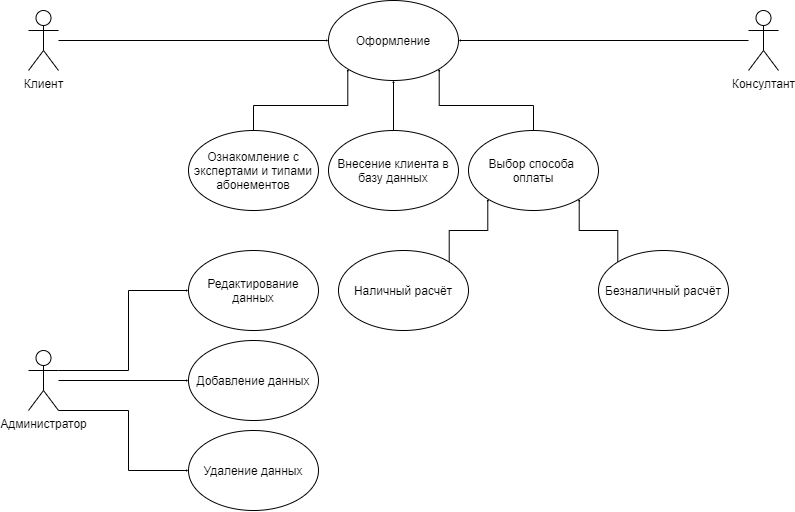 Оформление
Клиент
Консултант
Ознакомление с
экспертами и типами
абонементов
Внесение клиента в
базу данных
Выбор способа
оплаты
Редактирование
данных
Наличный расчёт
Безналичный расчёт
Добавление данных
Администратор
Удаление данных